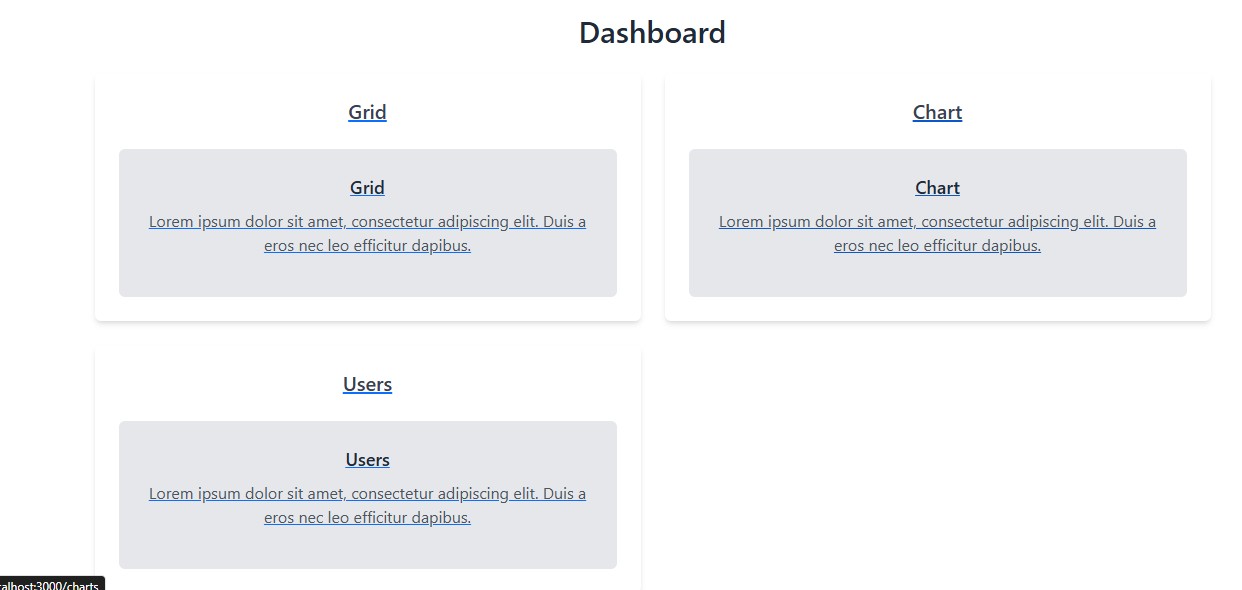 Dashboard
Grid
Grid
Lorem ipsum dolor sit amet, consectetur adipiscing elit. Duis a
eros nec leo efficitur dapibus.
Chart
Chart
Lorem ipsum dolor sit amet, consectetur adipiscing elit. Duis a
eros nec leo efficitur dapibus.
Users
Users
Lorem ipsum dolor sit amet, consectetur adipiscing elit. Duis a
eros nec leo efficitur dapibus.
alhost:3000/charts